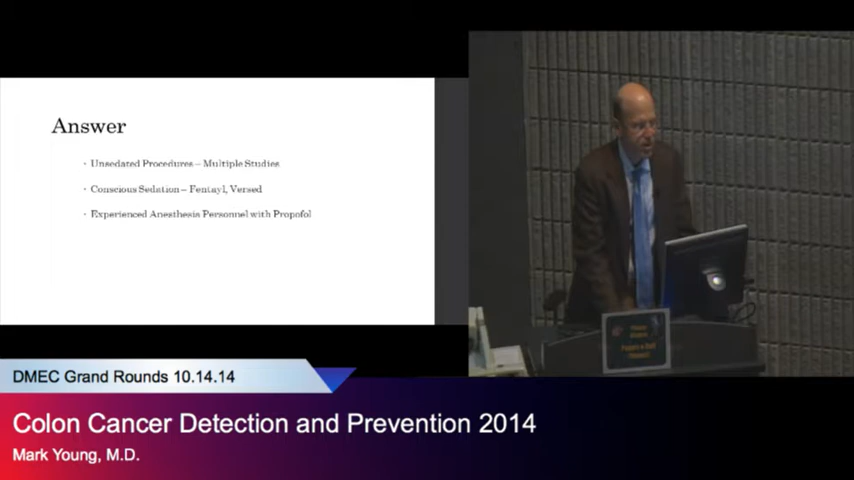 Answer
· Unsedated Procedures – Multiple Studies
· Conscious Sedation – Fentayl, Versed
· Experienced Anesthesia Personnel with Propofol
DMEC Grand Rounds 10.14.14
Colon Cancer Detection and Prevention 2014
Mark Young, M.D.